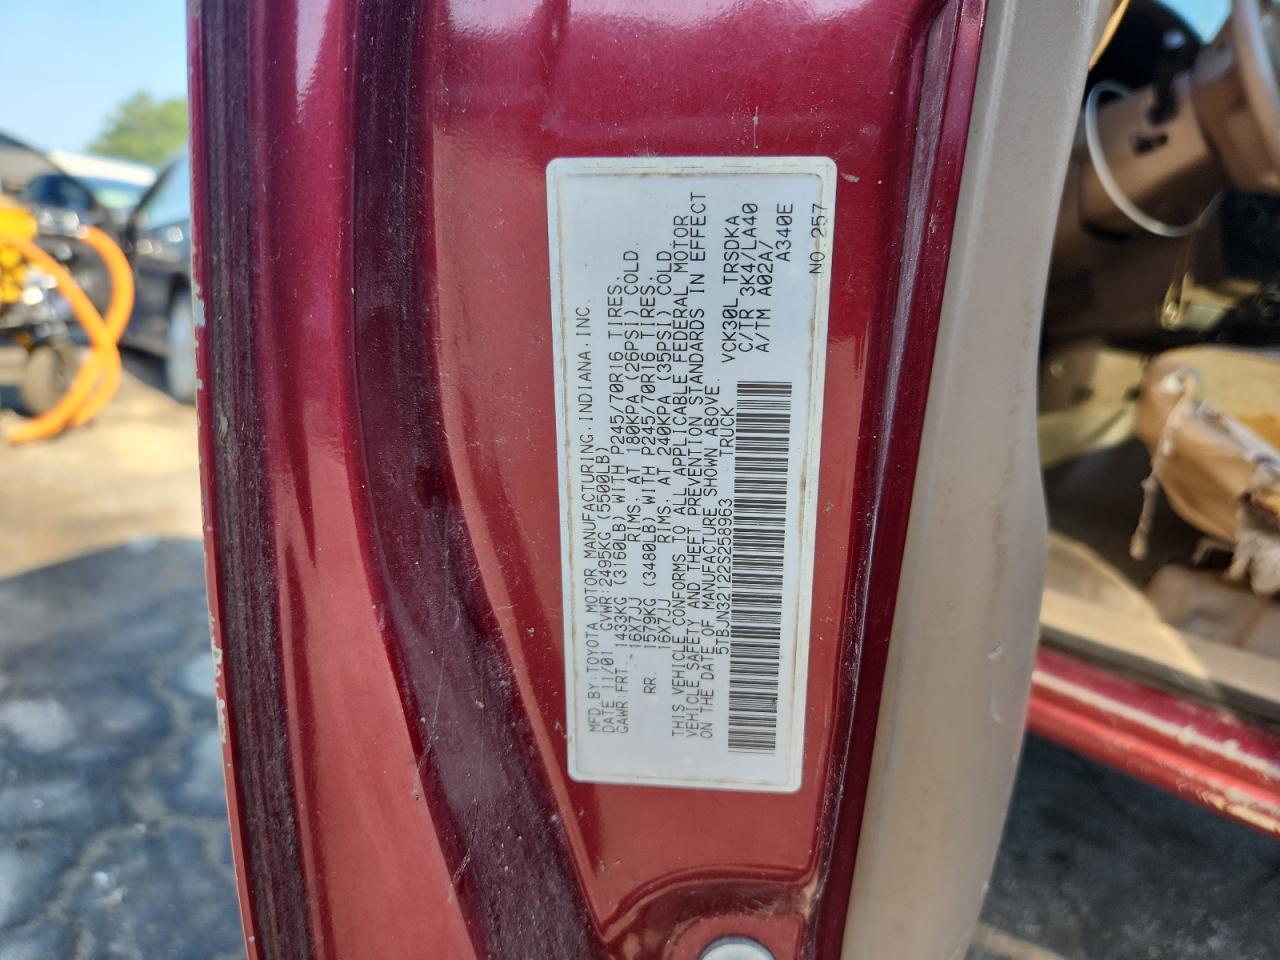 MFD.BY:TOYOTA MOTOR MANUFACTURING.INDIANA.INC
DATE 11/01 GVWR:2495KG (5500LB)
GAWR:FRT. 1433KG (3160LB) WITH P245/70R16 TIRES.
16X7JJ RIMS. AT 180KPA (26PSI) COLD.
RR. 1579KG (3480LB) WITH P245/70R16 TIRES.
16X7JJ RIMS. AT 240KPA (35PSI) COLD.
THIS VEHICLE CONFORMS TO ALL APPLICABLE FEDERAL MOTOR
VEHICLE SAFETY AND THEFT PREVENTION STANDARDS IN EFFECT
ON THE DATE OF MANUFACTURE SHOWN ABOVE.
5TBJN32122S258963 TRUCK
VCK30L TRSDKA
C/TR 3K4/LA40
A/TM A02A/
A340E
NO.257